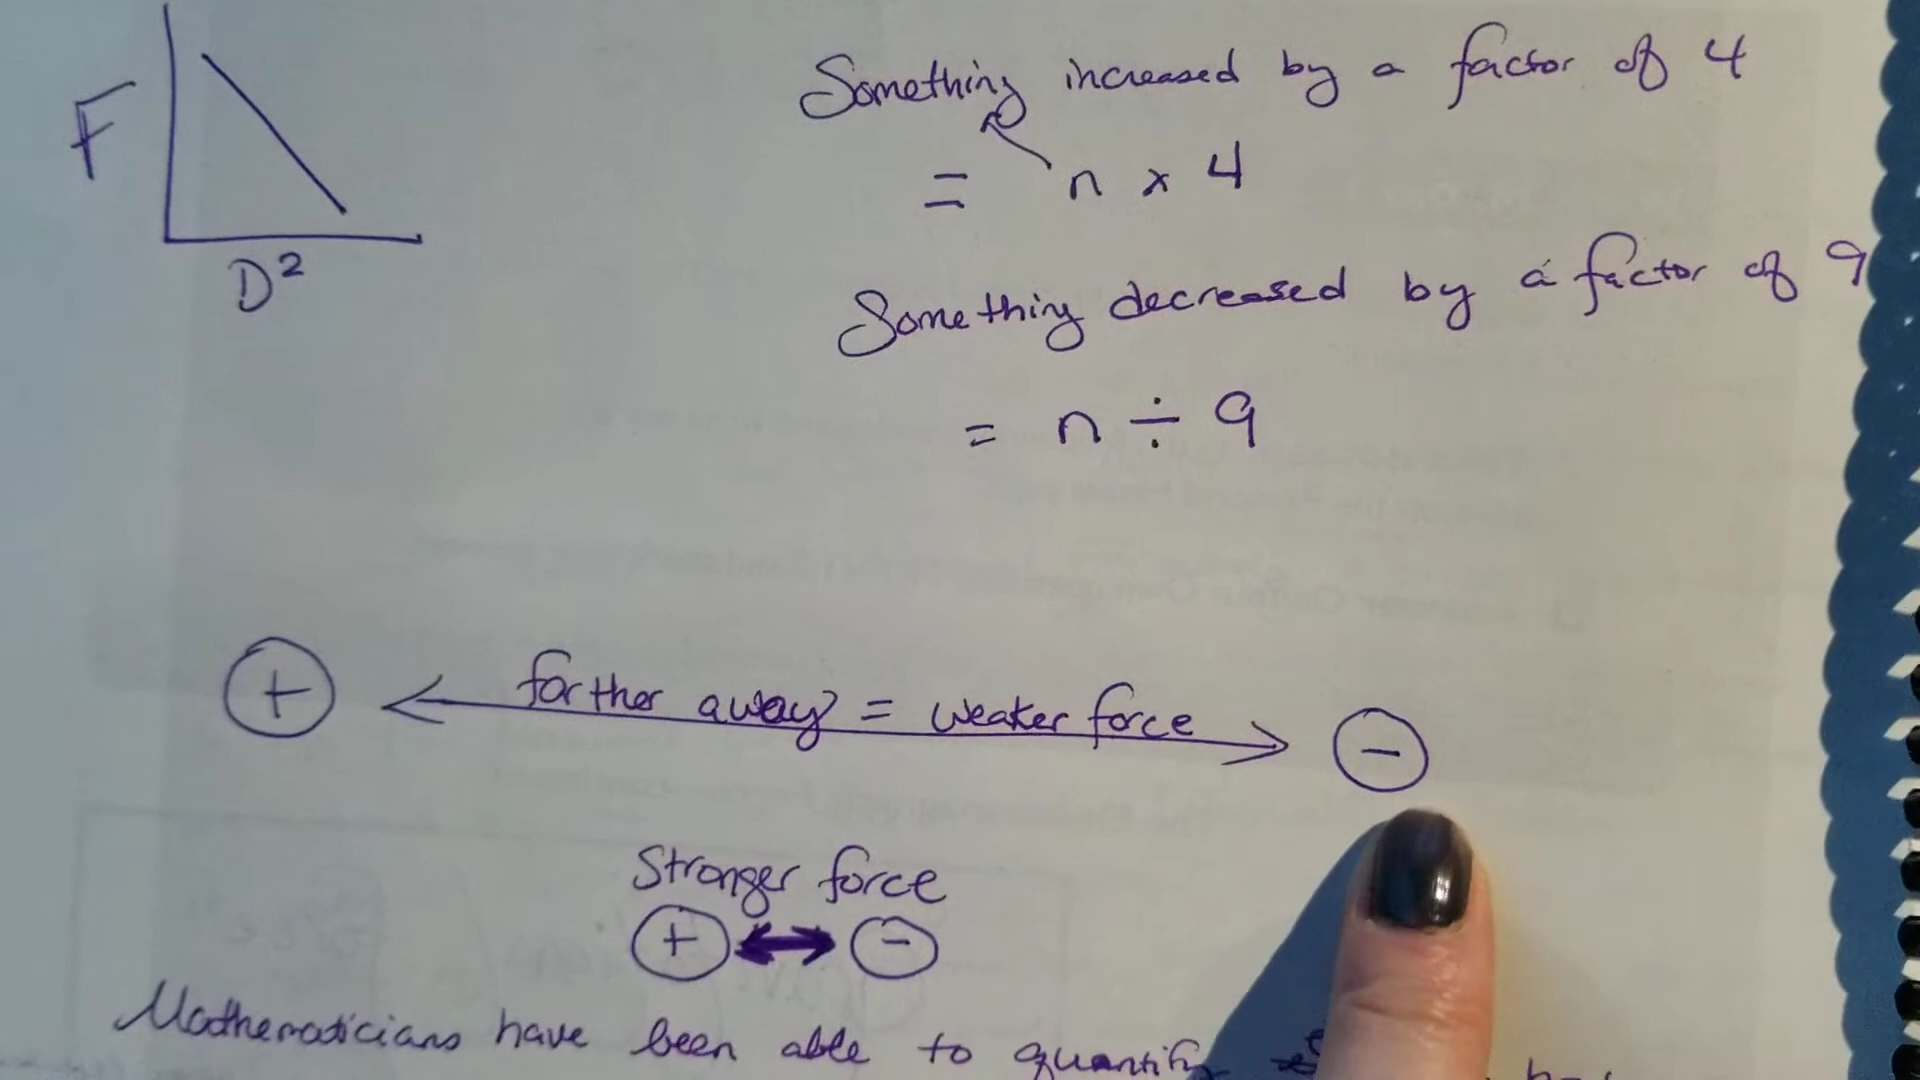 F
D²
Something increased by a factor of 4
= n × 4
Something decreased by a factor of 9
= n ÷ 9
+ farther away = weaker force -
Stronger force
+ -
Mathematicians have been able to quantify